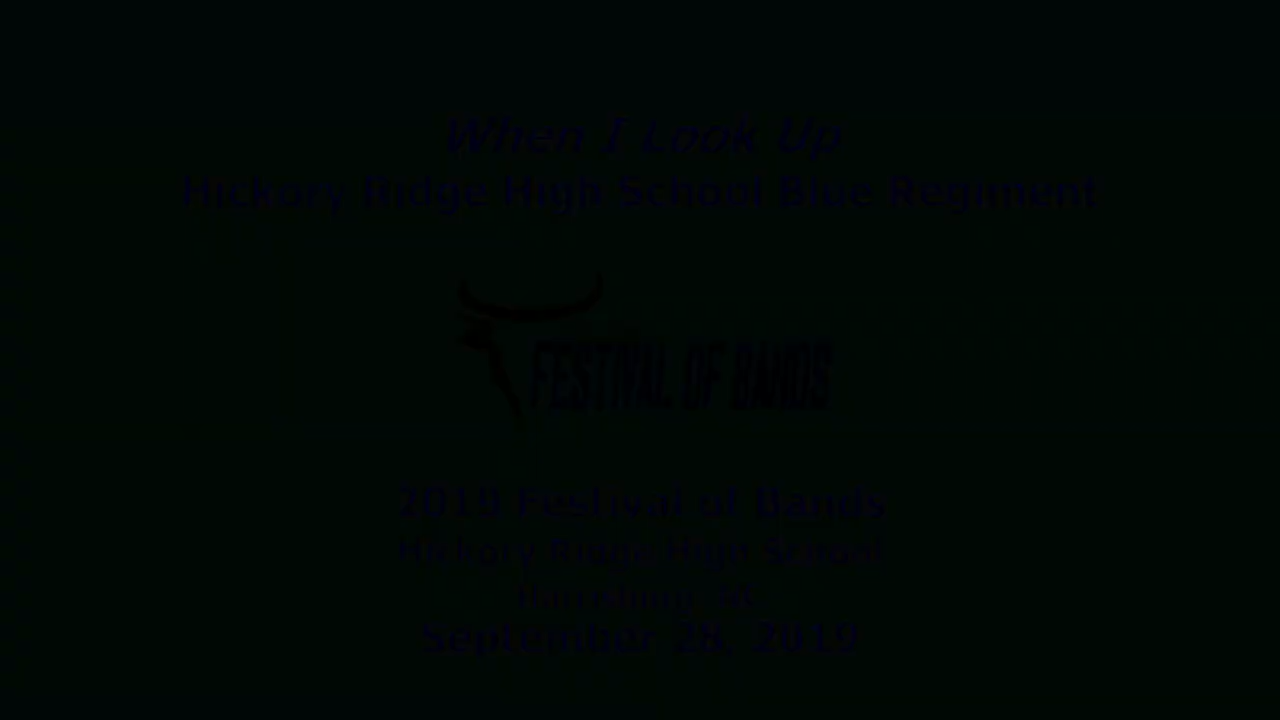 When I Look Up
Hickory Ridge High School Blue Regiment
FESTIVAL OF BANDS
2019 Festival of Bands
Hickory Ridge High School
Harrisburg, NC
September 28, 2019